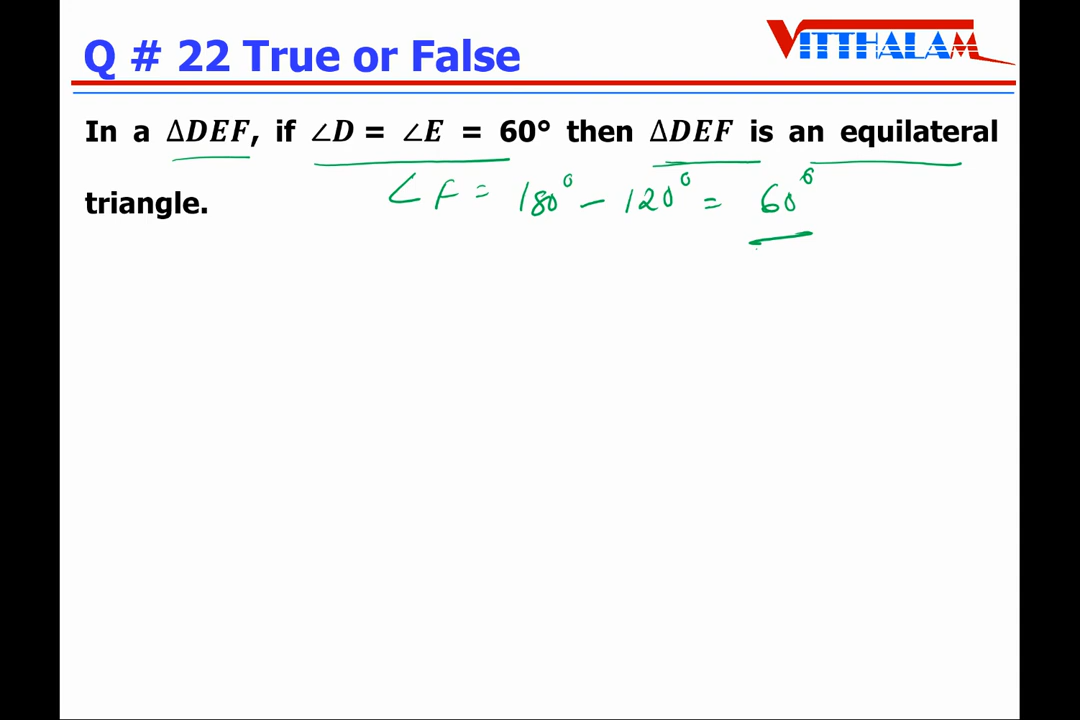 Q # 22 True or False
VITTHALAM
In a ΔDEF, if ∠D = ∠E = 60° then ΔDEF is an equilateral
triangle.
∠F = 180° - 120° = 60°